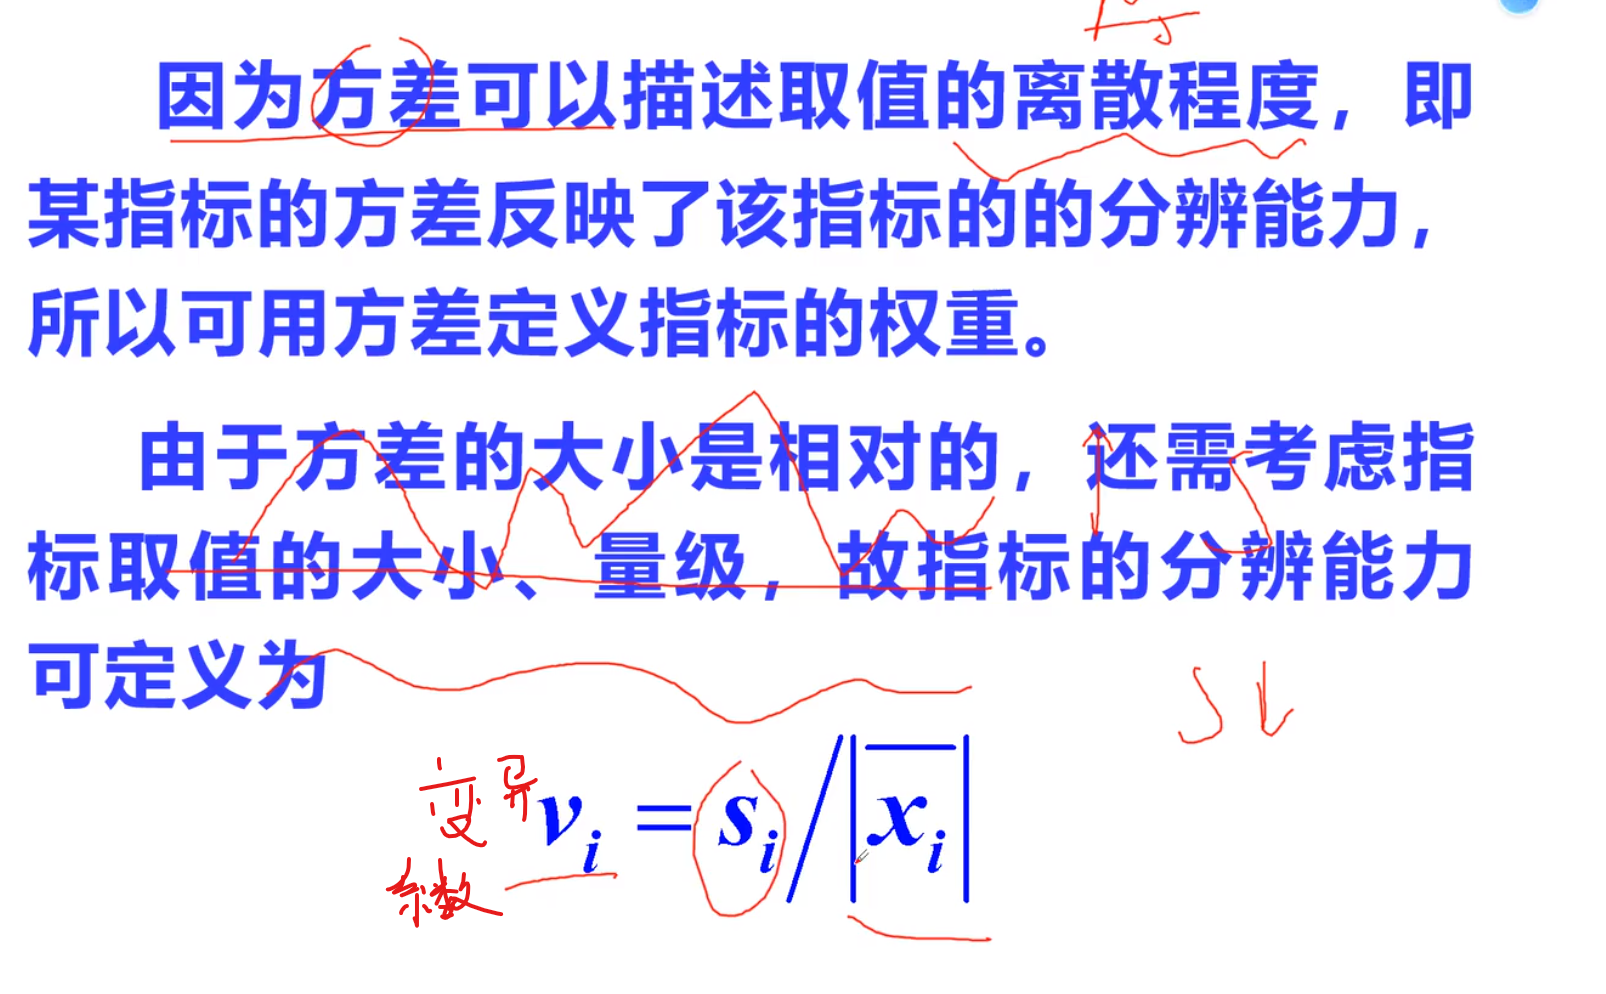 因为方差可以描述取值的离散程度，即
某指标的方差反映了该指标的的分辨能力，
所以可用方差定义指标的权重。
由于方差的大小是相对的，还需考虑指
标取值的大小、量级，故指标的分辨能力
可定义为
变异
系数
v_i = s_i / |x̄_i|